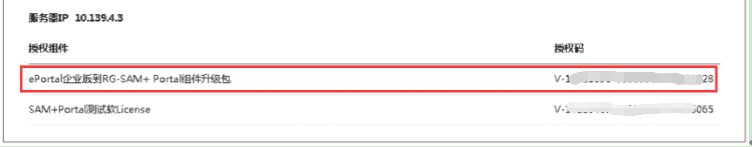 服务器IP 10.139.4.3
授权组件 授权码
ePortal企业版到RG-SAM+ Portal组件升级包 V-1 28
SAM+Portal测试软License V-1 5065